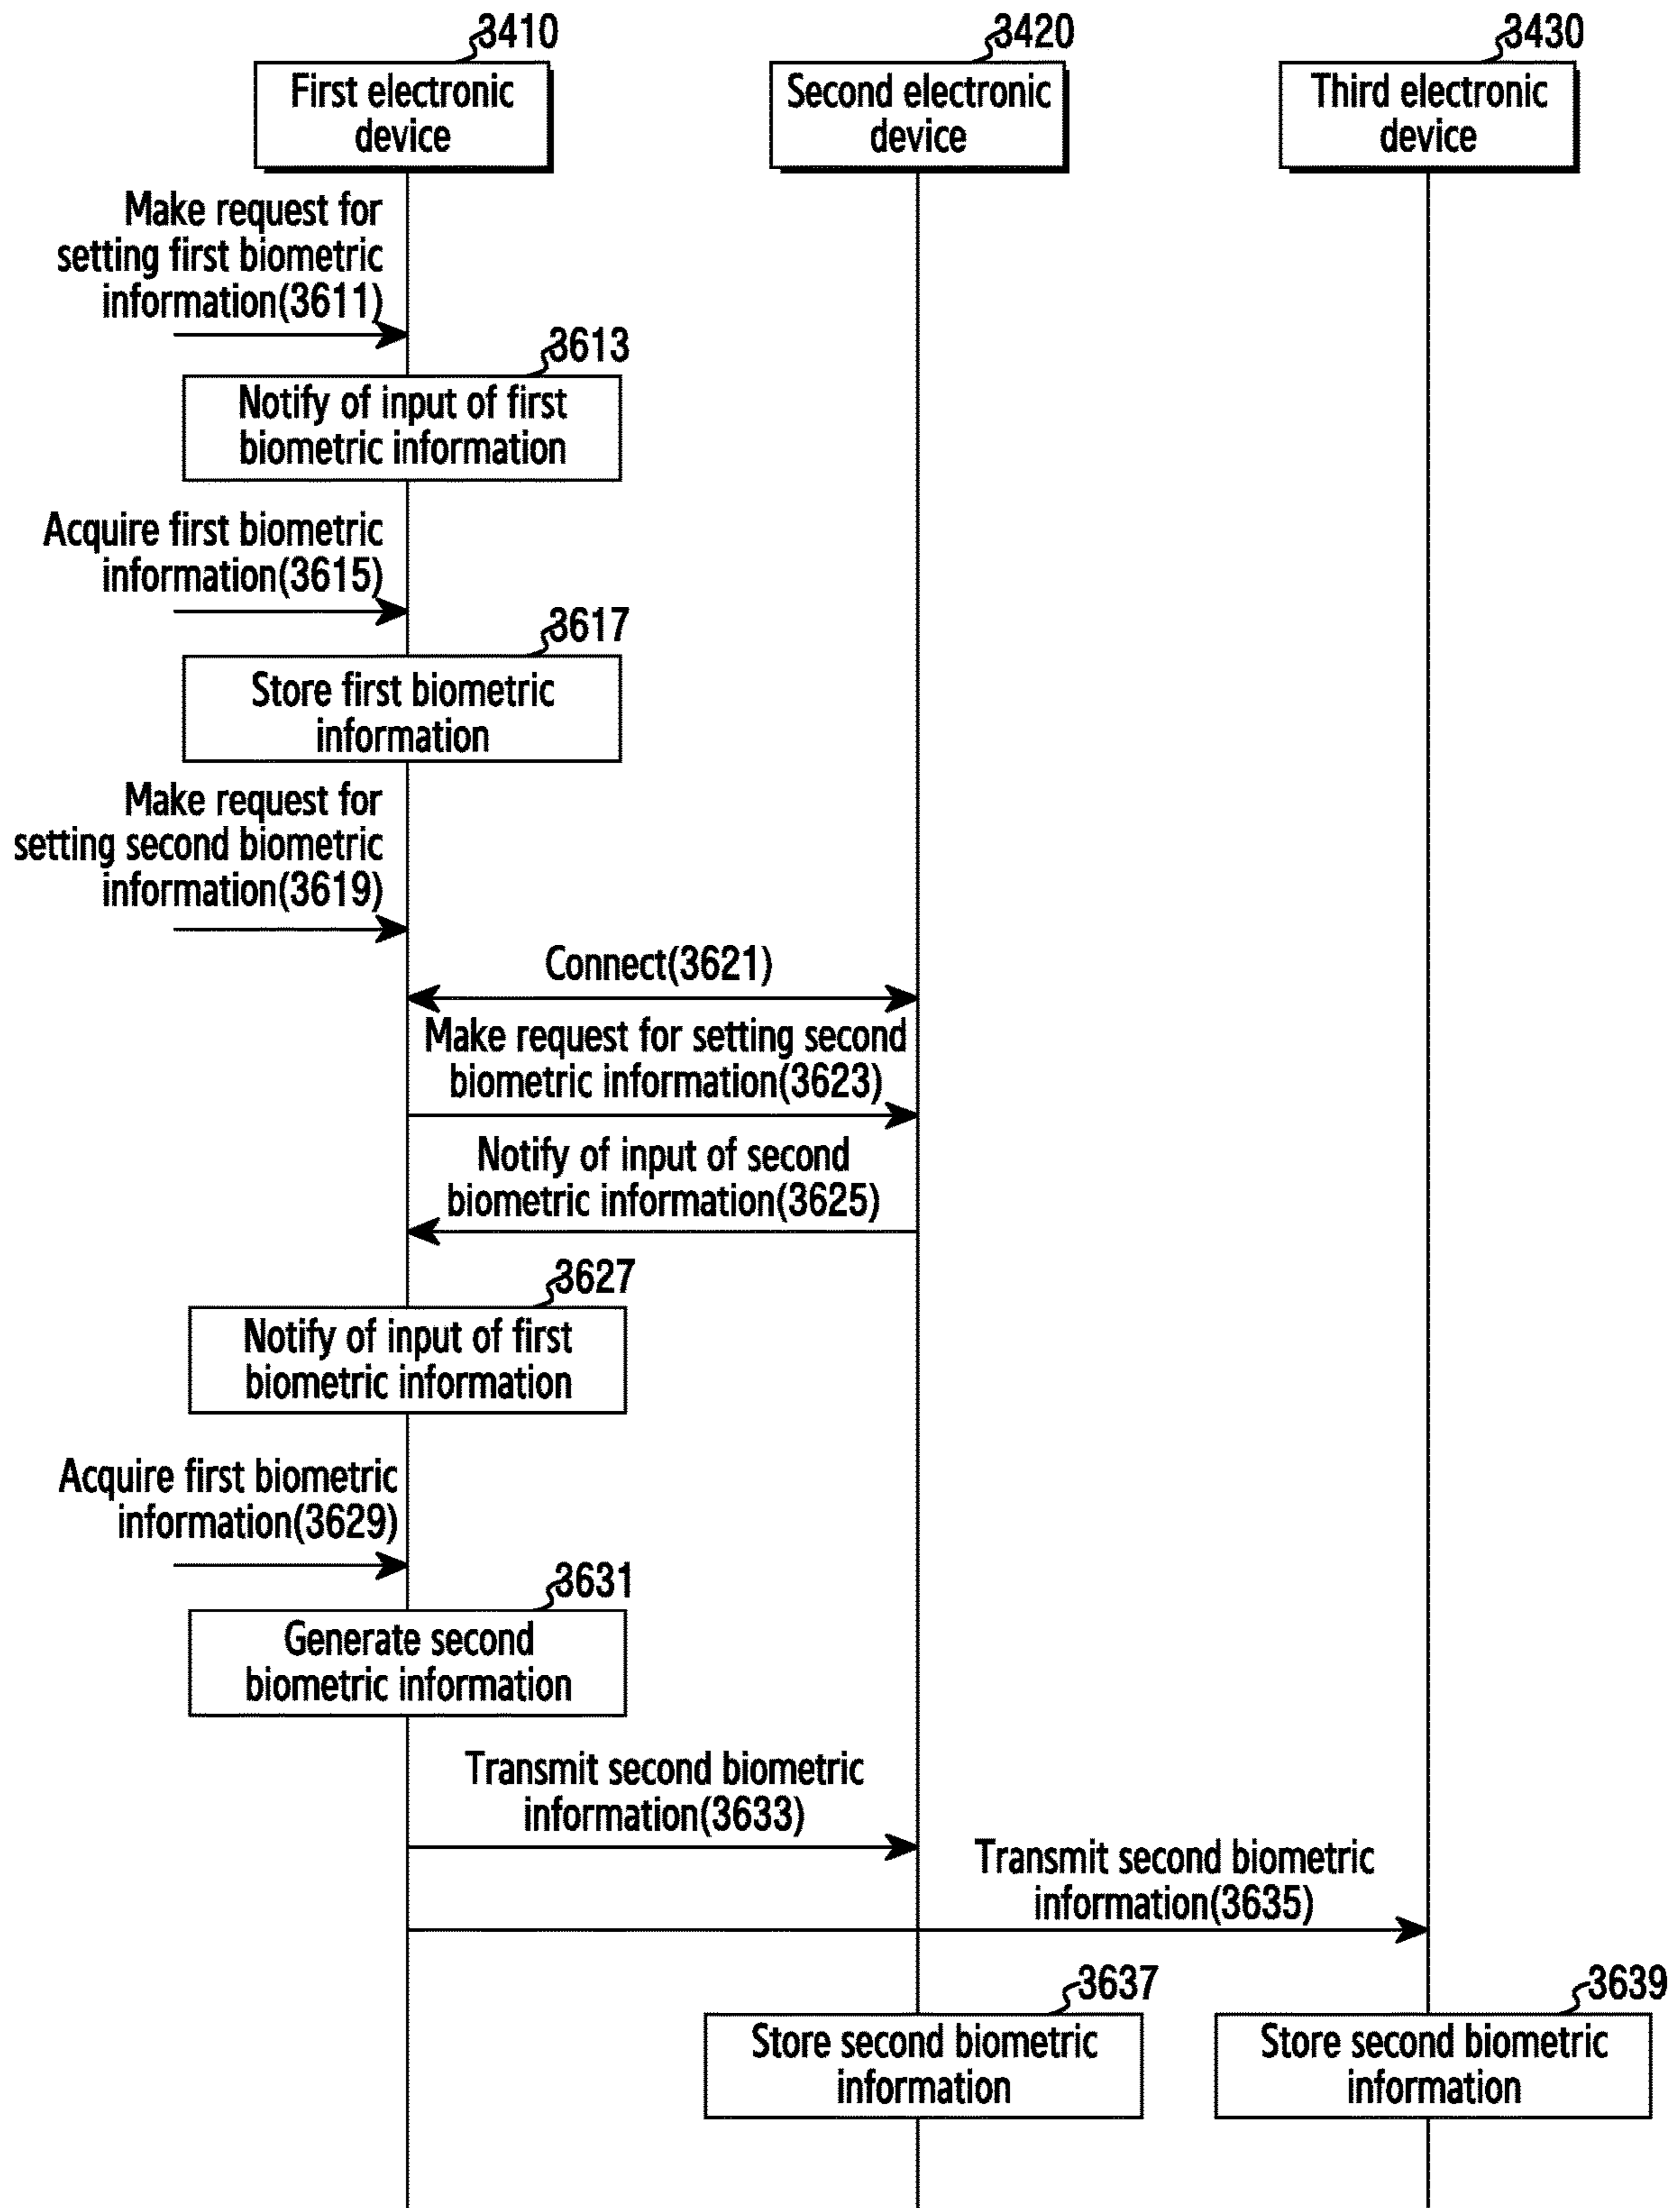 3410
First electronic
device
3420
Second electronic
device
3430
Third electronic
device
Make request for
setting first biometric
information(3611)
3613
Notify of input of first
biometric information
Acquire first biometric
information(3615)
3617
Store first biometric
information
Make request for
setting second biometric
information(3619)
Connect(3621)
Make request for setting second
biometric information(3623)
Notify of input of second
biometric information(3625)
3627
Notify of input of first
biometric information
Acquire first biometric
information(3629)
3631
Generate second
biometric information
Transmit second biometric
information(3633)
Transmit second biometric
information(3635)
3637
Store second biometric
information
3639
Store second biometric
information